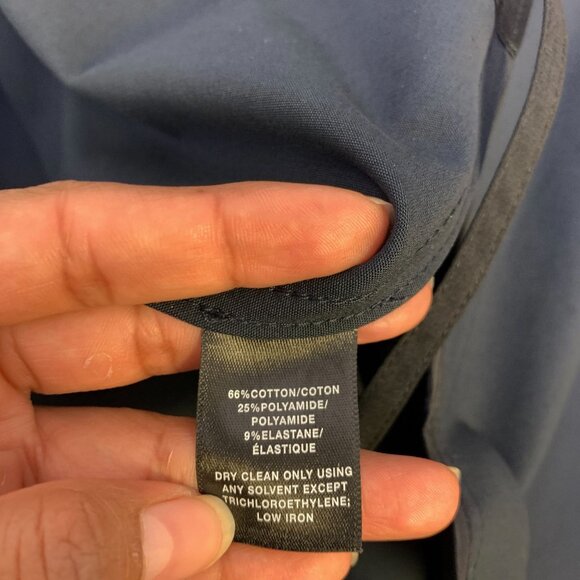 66%COTTON/COTON
25%POLYAMIDE/
POLYAMIDE
9%ELASTANE/
ÉLASTIQUE
DRY CLEAN ONLY USING
ANY SOLVENT EXCEPT
TRICHLOROETHYLENE;
LOW IRON